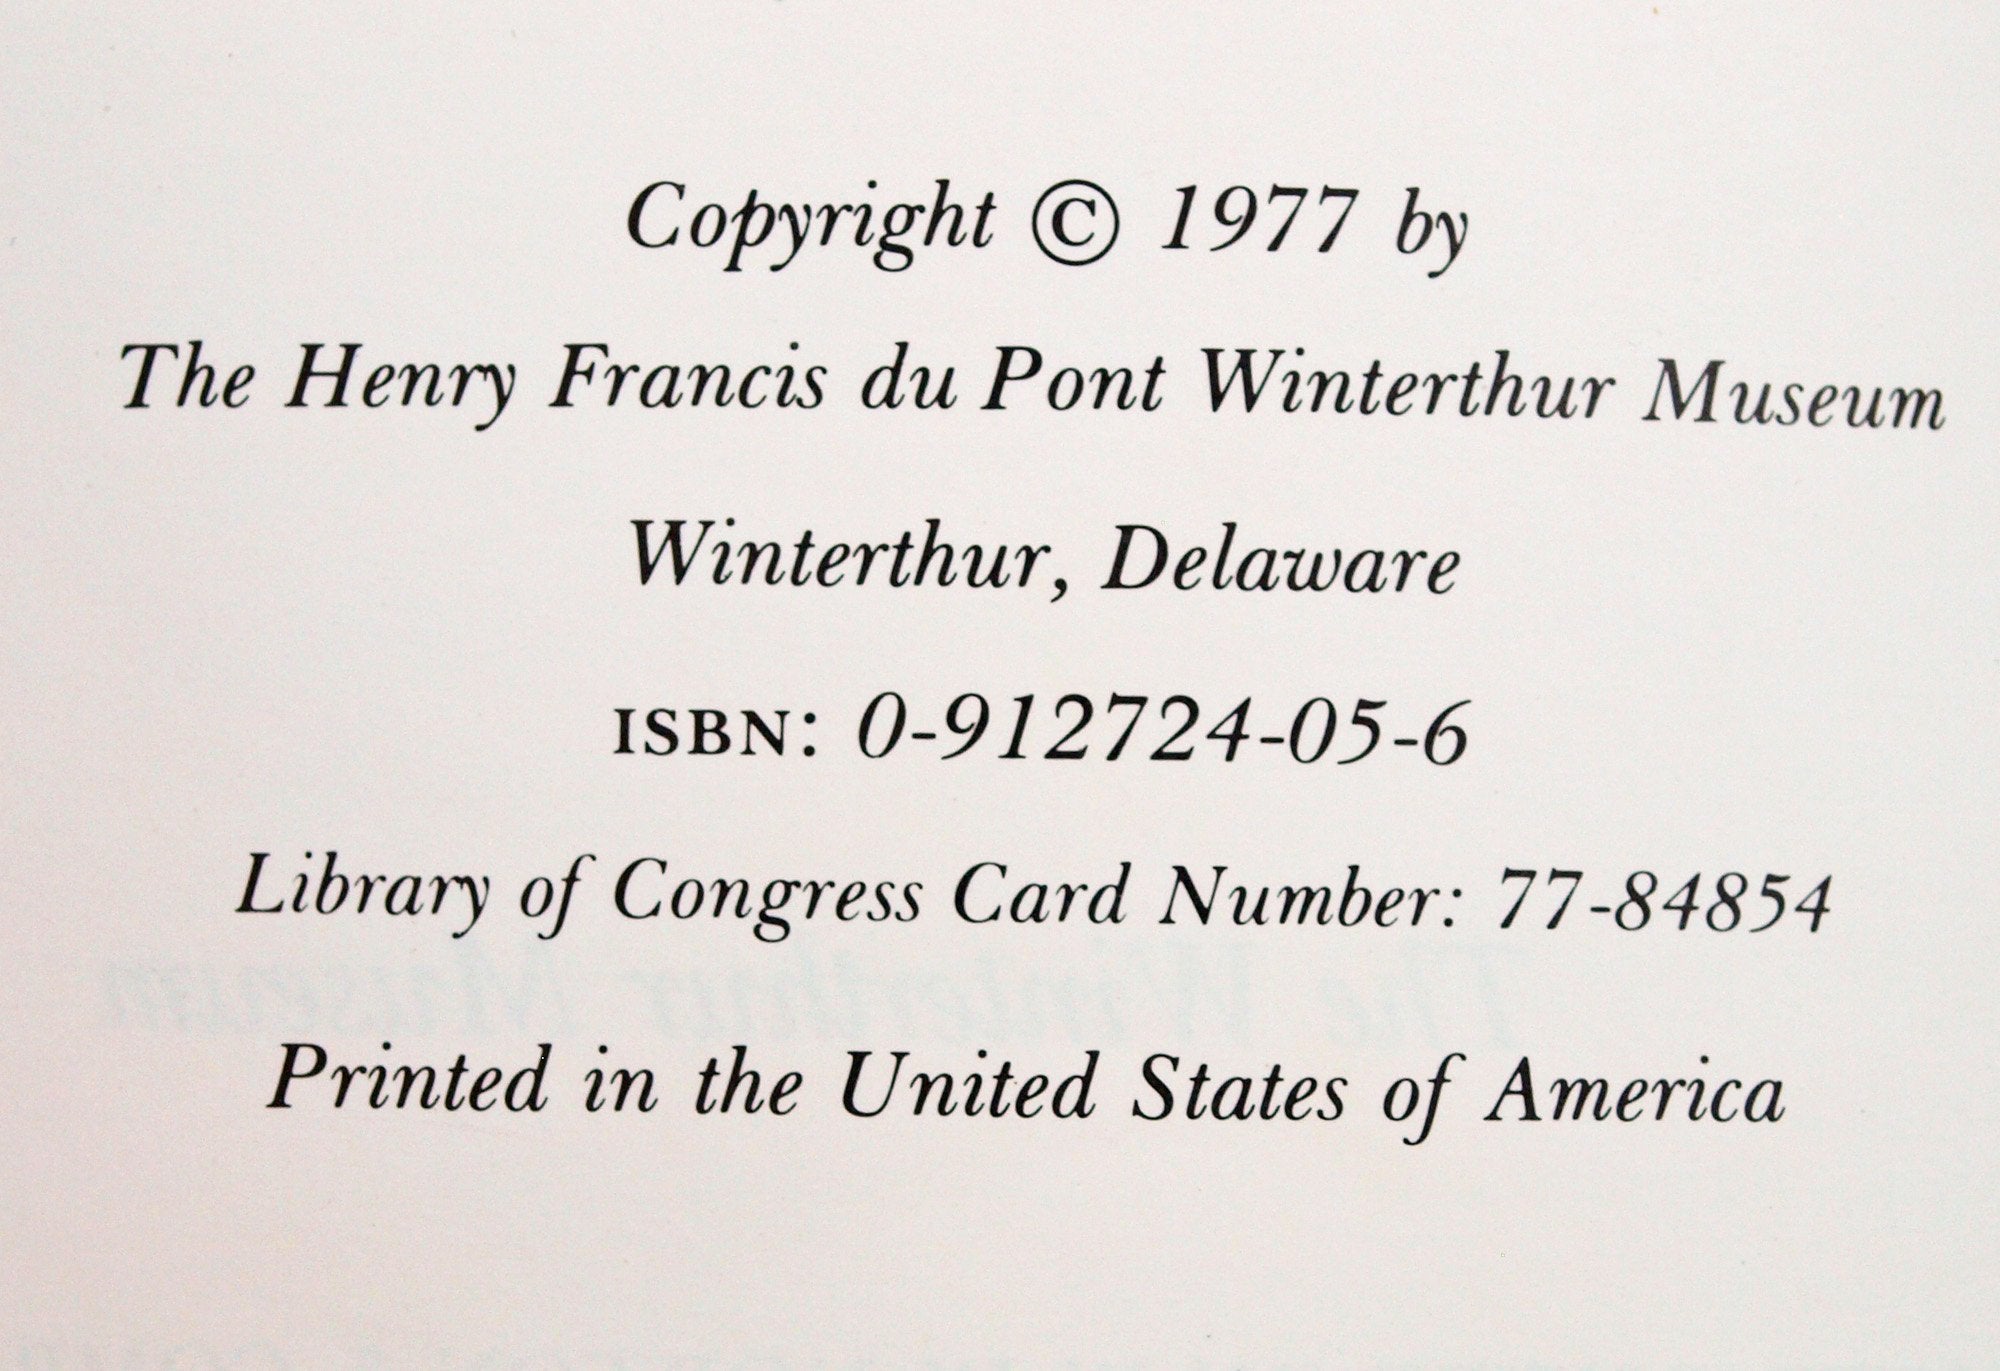 Copyright © 1977 by
The Henry Francis du Pont Winterthur Museum
Winterthur, Delaware
ISBN: 0-912724-05-6
Library of Congress Card Number: 77-84854
Printed in the United States of America